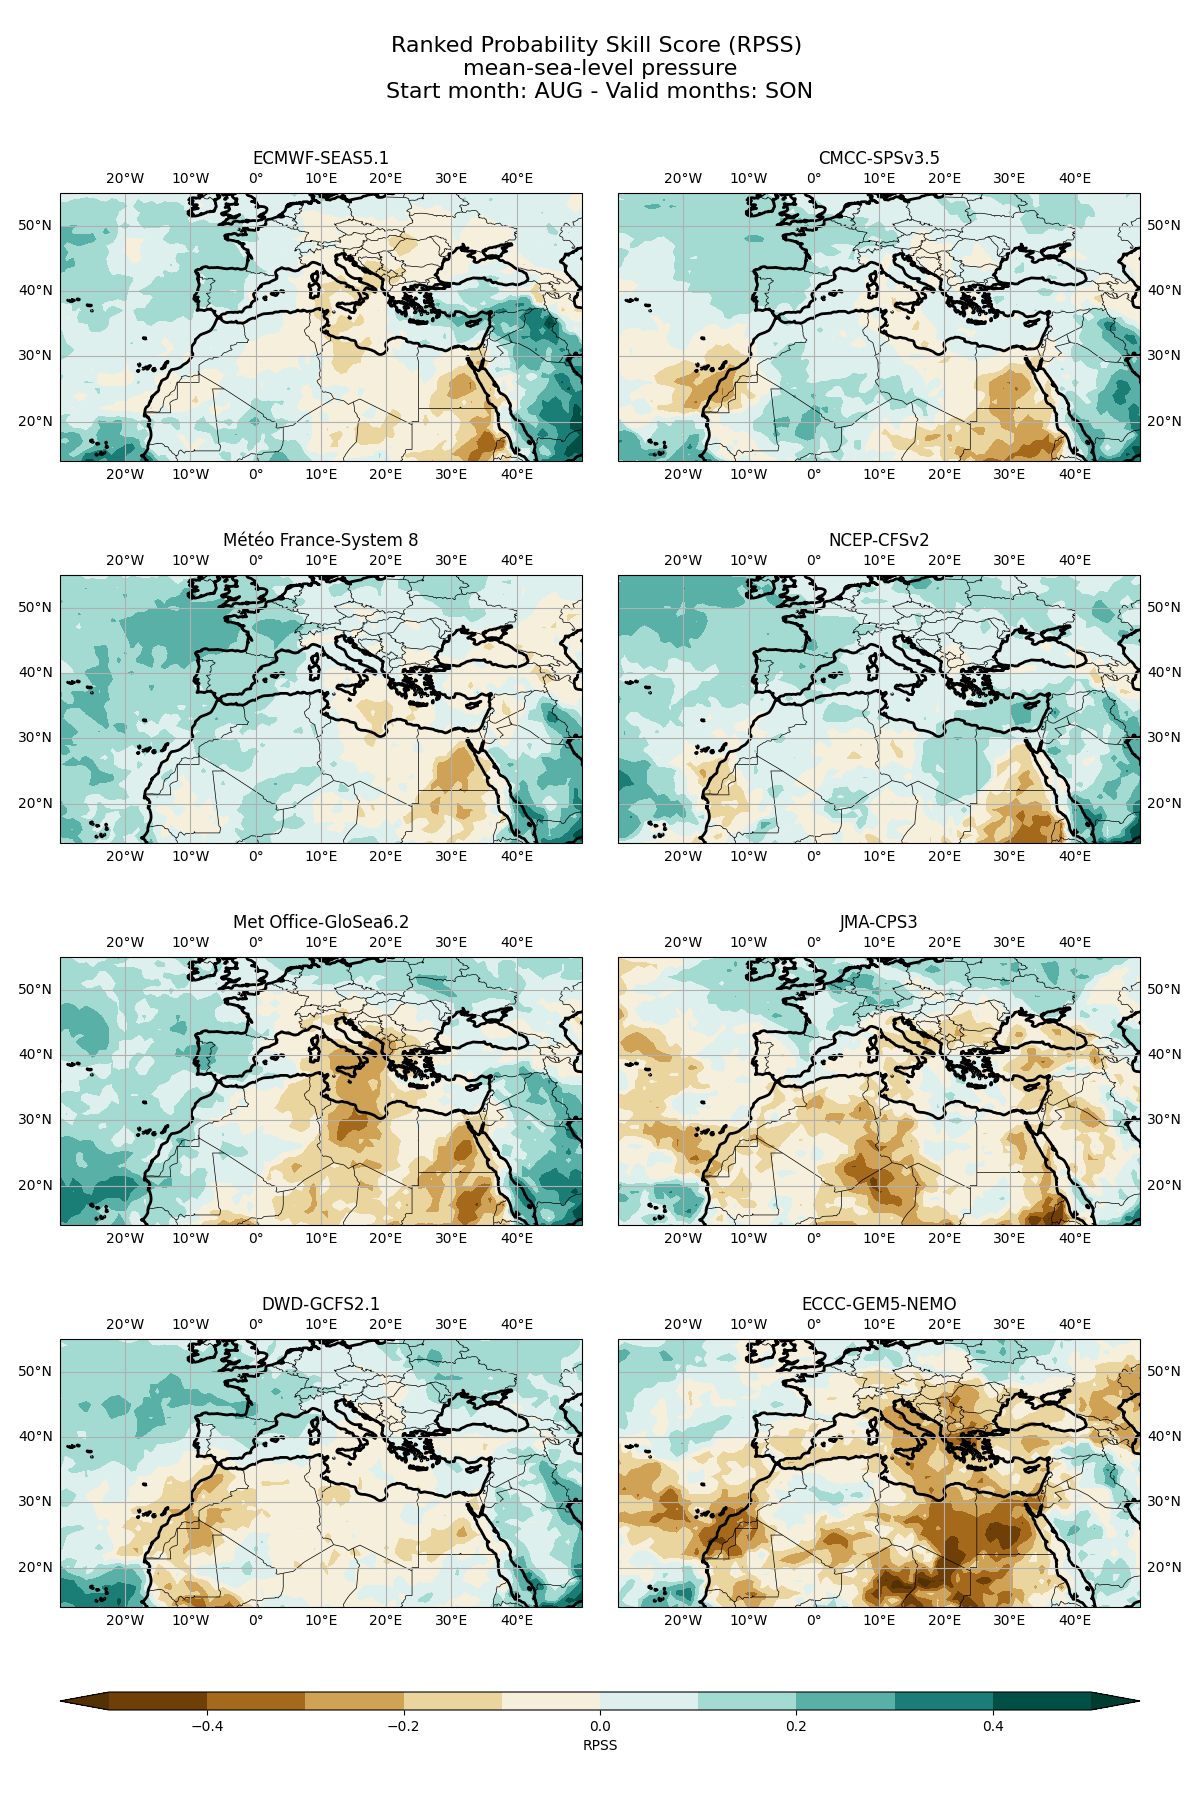 Ranked Probability Skill Score (RPSS)
mean-sea-level pressure
Start month: AUG - Valid months: SON
ECMWF-SEAS5.1
20°W 10°W 0° 10°E 20°E 30°E 40°E
50°N
40°N
30°N
20°N
20°W 10°W 0° 10°E 20°E 30°E 40°E
CMCC-SPSv3.5
20°W 10°W 0° 10°E 20°E 30°E 40°E
50°N
40°N
30°N
20°N
20°W 10°W 0° 10°E 20°E 30°E 40°E
Météo France-System 8
20°W 10°W 0° 10°E 20°E 30°E 40°E
50°N
40°N
30°N
20°N
20°W 10°W 0° 10°E 20°E 30°E 40°E
NCEP-CFSv2
20°W 10°W 0° 10°E 20°E 30°E 40°E
50°N
40°N
30°N
20°N
20°W 10°W 0° 10°E 20°E 30°E 40°E
Met Office-GloSea6.2
20°W 10°W 0° 10°E 20°E 30°E 40°E
50°N
40°N
30°N
20°N
20°W 10°W 0° 10°E 20°E 30°E 40°E
JMA-CPS3
20°W 10°W 0° 10°E 20°E 30°E 40°E
50°N
40°N
30°N
20°N
20°W 10°W 0° 10°E 20°E 30°E 40°E
DWD-GCFS2.1
20°W 10°W 0° 10°E 20°E 30°E 40°E
50°N
40°N
30°N
20°N
20°W 10°W 0° 10°E 20°E 30°E 40°E
ECCC-GEM5-NEMO
20°W 10°W 0° 10°E 20°E 30°E 40°E
50°N
40°N
30°N
20°N
20°W 10°W 0° 10°E 20°E 30°E 40°E
−0.4 −0.2 0.0 0.2 0.4
RPSS